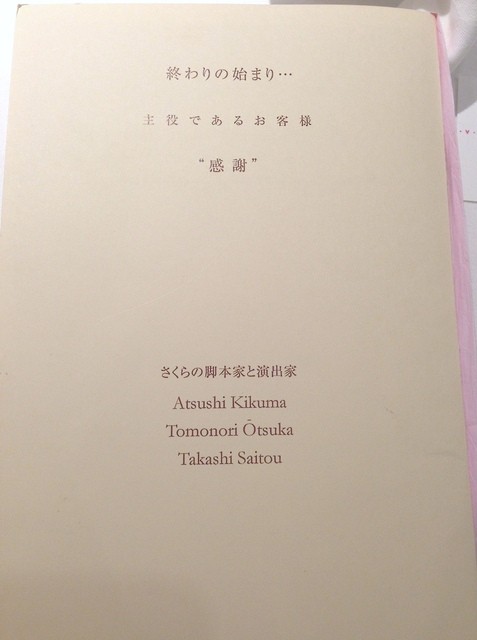 終わりの始まり…
主役であるお客様
“感謝”
さくらの脚本家と演出家
Atsushi Kikuma
Tomonori Ōtsuka
Takashi Saitou